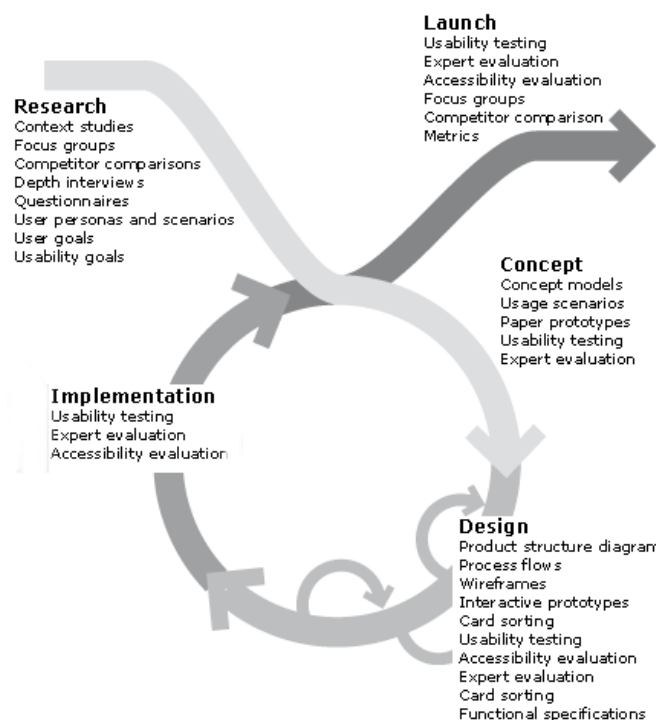 Launch
Usability testing
Expert evaluation
Accessibility evaluation
Focus groups
Competitor comparison
Metrics
Research
Context studies
Focus groups
Competitor comparisons
Depth interviews
Questionnaires
User personas and scenarios
User goals
Usability goals
Concept
Concept models
Usage scenarios
Paper prototypes
Usability testing
Expert evaluation
Implementation
Usability testing
Expert evaluation
Accessibility evaluation
Design
Product structure diagram
Process flows
Wireframes
Interactive prototypes
Card sorting
Usability testing
Accessibility evaluation
Expert evaluation
Card sorting
Functional specifications